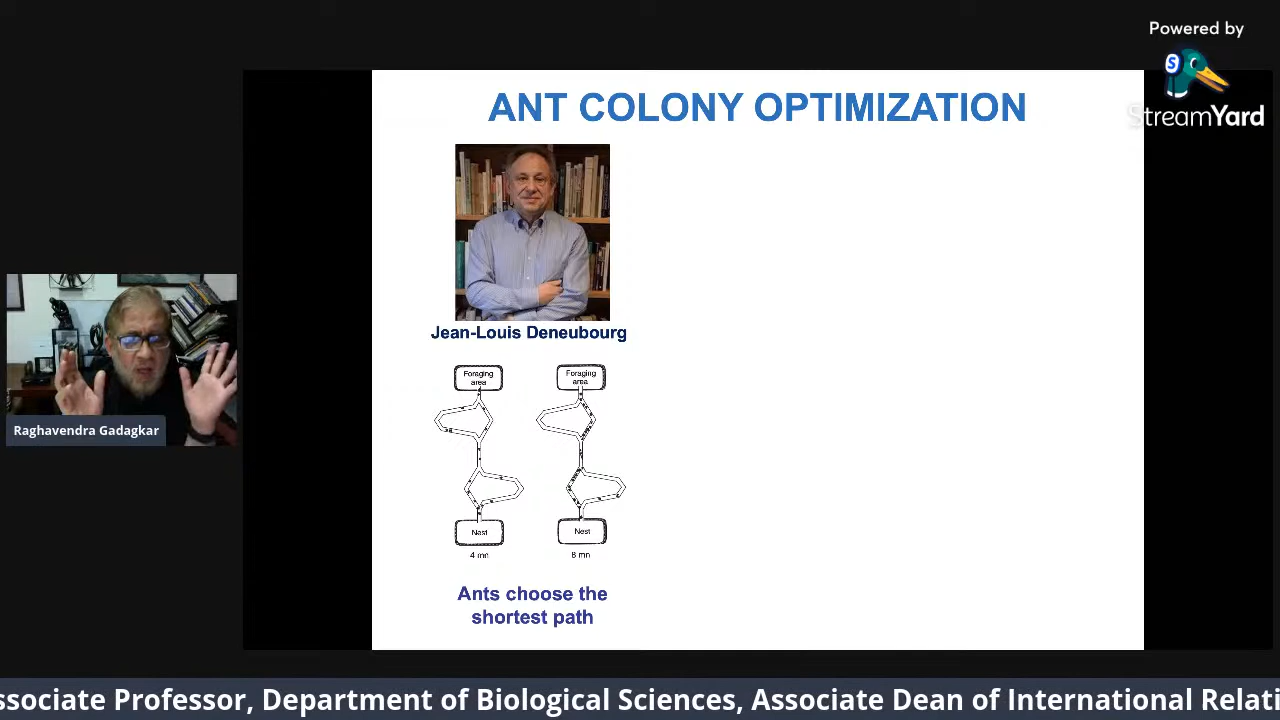 Powered by
StreamYard
ANT COLONY OPTIMIZATION
Jean-Louis Deneubourg
Foraging
area
Foraging
area
Nest
Nest
4 mn
8 mn
Ants choose the
shortest path
Raghavendra Gadagkar
ssociate Professor, Department of Biological Sciences, Associate Dean of International Relati